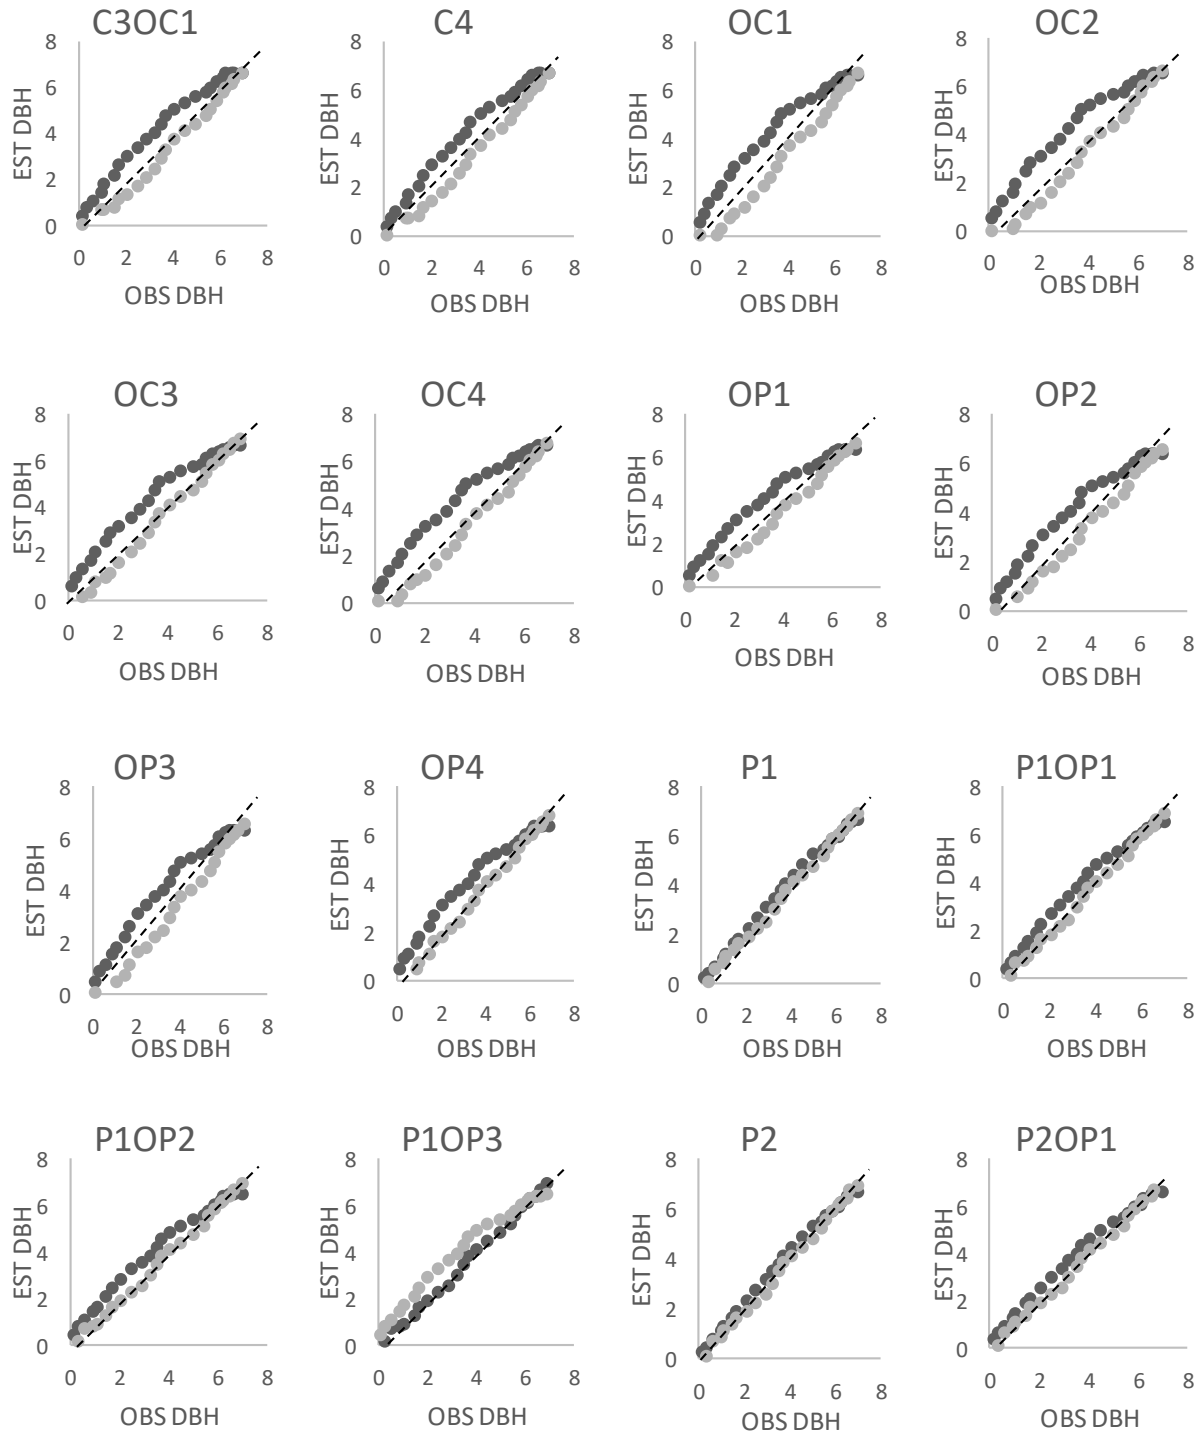 C3OC1 C4 OC1 OC2
8 8 8 8
6 6 6 6
4 4 4 4
2 2 2 2
0 0 0 0
EST DBH EST DBH EST DBH EST DBH
0 2 4 6 8 0 2 4 6 8 0 2 4 6 8 0 2 4 6 8
OBS DBH OBS DBH OBS DBH OBS DBH
OC3 OC4 OP1 OP2
8 8 8 8
6 6 6 6
4 4 4 4
2 2 2 2
0 0 0 0
EST DBH EST DBH EST DBH EST DBH
0 2 4 6 8 0 2 4 6 8 0 2 4 6 8 0 2 4 6 8
OBS DBH OBS DBH OBS DBH OBS DBH
OP3 OP4 P1 P1OP1
8 8 8 8
6 6 6 6
4 4 4 4
2 2 2 2
0 0 0 0
EST DBH EST DBH EST DBH EST DBH
0 2 4 6 8 0 2 4 6 8 0 2 4 6 8 0 2 4 6 8
OBS DBH OBS DBH OBS DBH OBS DBH
P1OP2 P1OP3 P2 P2OP1
8 8 8 8
6 6 6 6
4 4 4 4
2 2 2 2
0 0 0 0
EST DBH EST DBH EST DBH EST DBH
0 2 4 6 8 0 2 4 6 8 0 2 4 6 8 0 2 4 6 8
OBS DBH OBS DBH OBS DBH OBS DBH